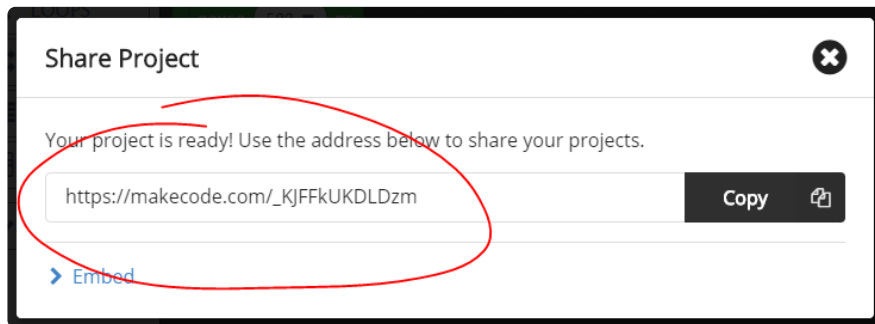 LOOPS
Share Project
Your project is ready! Use the address below to share your projects.
https://makecode.com/_KJFFkUKDLDzm
Copy
Embed